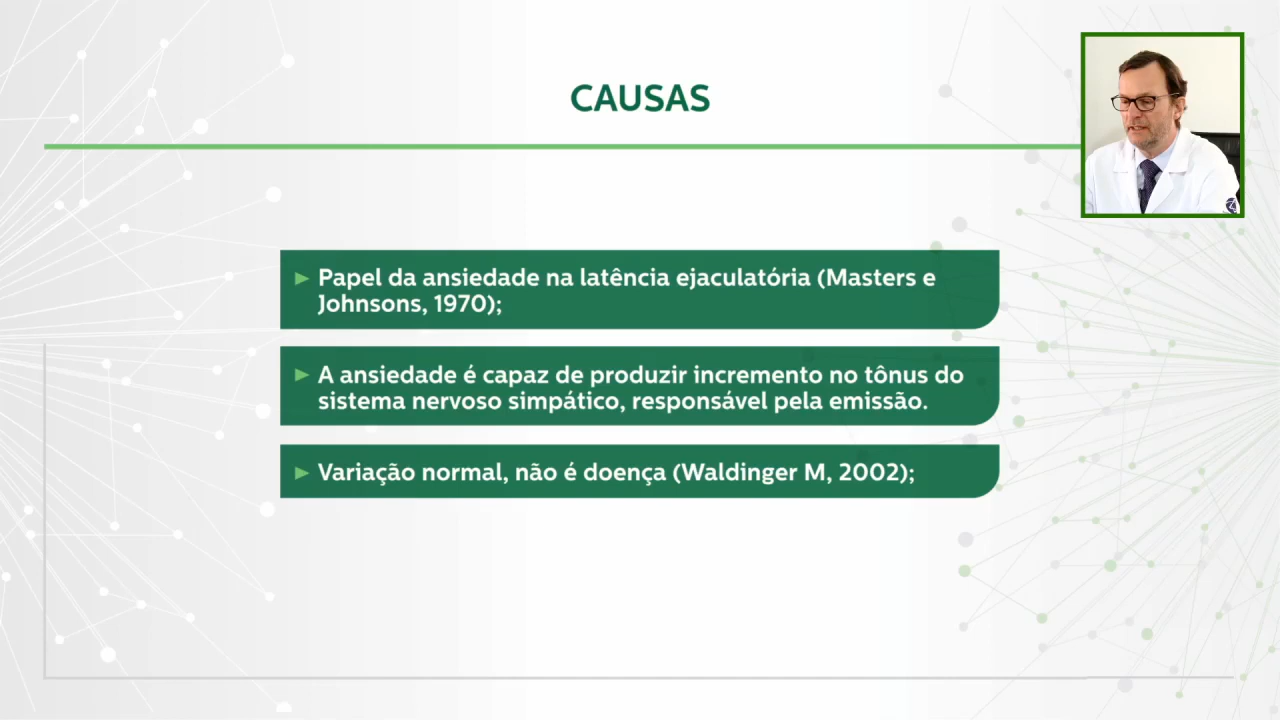 CAUSAS
► Papel da ansiedade na latência ejaculatória (Masters e
Johnsons, 1970);
► A ansiedade é capaz de produzir incremento no tônus do
sistema nervoso simpático, responsável pela emissão.
► Variação normal, não é doença (Waldinger M, 2002);